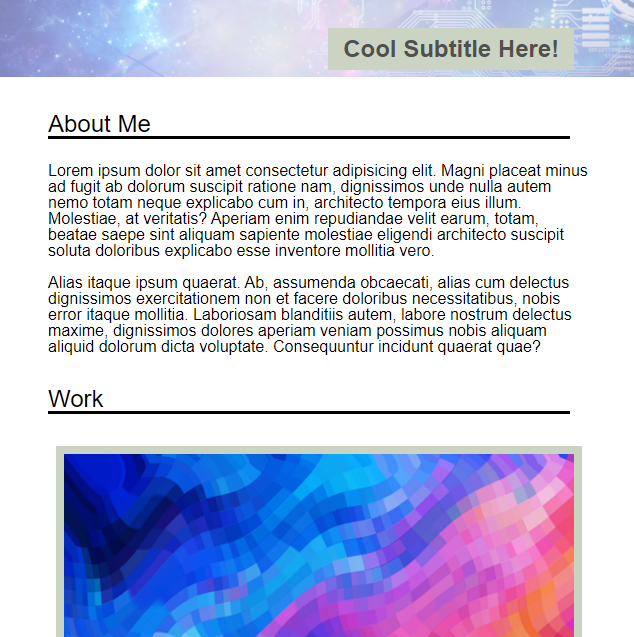 Cool Subtitle Here!
About Me
Lorem ipsum dolor sit amet consectetur adipisicing elit. Magni placeat minus
ad fugit ab dolorum suscipit ratione nam, dignissimos unde nulla autem
nemo totam neque explicabo cum in, architecto tempora eius illum.
Molestiae, at veritatis? Aperiam enim repudiandae velit earum, totam,
beatae saepe sint aliquam sapiente molestiae eligendi architecto suscipit
soluta doloribus explicabo esse inventore mollitia vero.
Alias itaque ipsum quaerat. Ab, assumenda obcaecati, alias cum delectus
dignissimos exercitationem non et facere doloribus necessitatibus, nobis
error itaque mollitia. Laboriosam blanditiis autem, labore nostrum delectus
maxime, dignissimos dolores aperiam veniam possimus nobis aliquam
aliquid dolorum dicta voluptate. Consequuntur incidunt quaerat quae?
Work